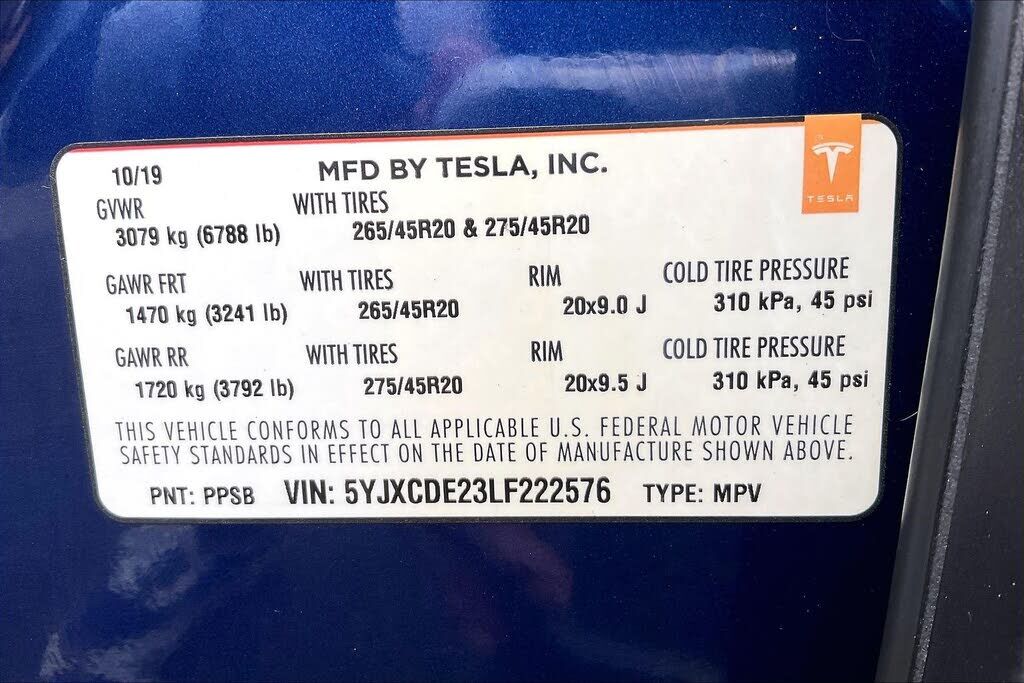 10/19 MFD BY TESLA, INC.
TESLA
GVWR WITH TIRES
3079 kg (6788 lb) 265/45R20 & 275/45R20
GAWR FRT WITH TIRES RIM COLD TIRE PRESSURE
1470 kg (3241 lb) 265/45R20 20x9.0 J 310 kPa, 45 psi
GAWR RR WITH TIRES RIM COLD TIRE PRESSURE
1720 kg (3792 lb) 275/45R20 20x9.5 J 310 kPa, 45 psi
THIS VEHICLE CONFORMS TO ALL APPLICABLE U.S. FEDERAL MOTOR VEHICLE
SAFETY STANDARDS IN EFFECT ON THE DATE OF MANUFACTURE SHOWN ABOVE.
PNT: PPSB VIN: 5YJXCDE23LF222576 TYPE: MPV